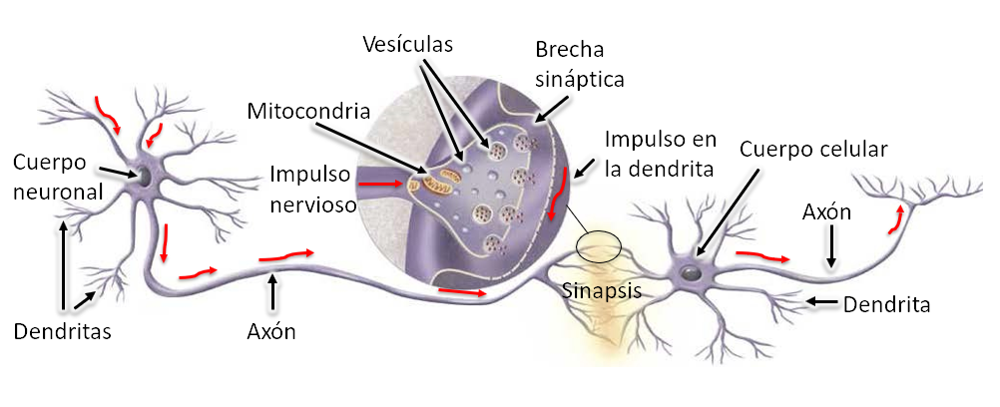 Vesículas
Brecha
sináptica
Mitocondria
Impulso en
la dendrita
Cuerpo celular
Cuerpo
neuronal
Impulso
nervioso
Axón
Sinapsis
Dendrita
Dendritas
Axón